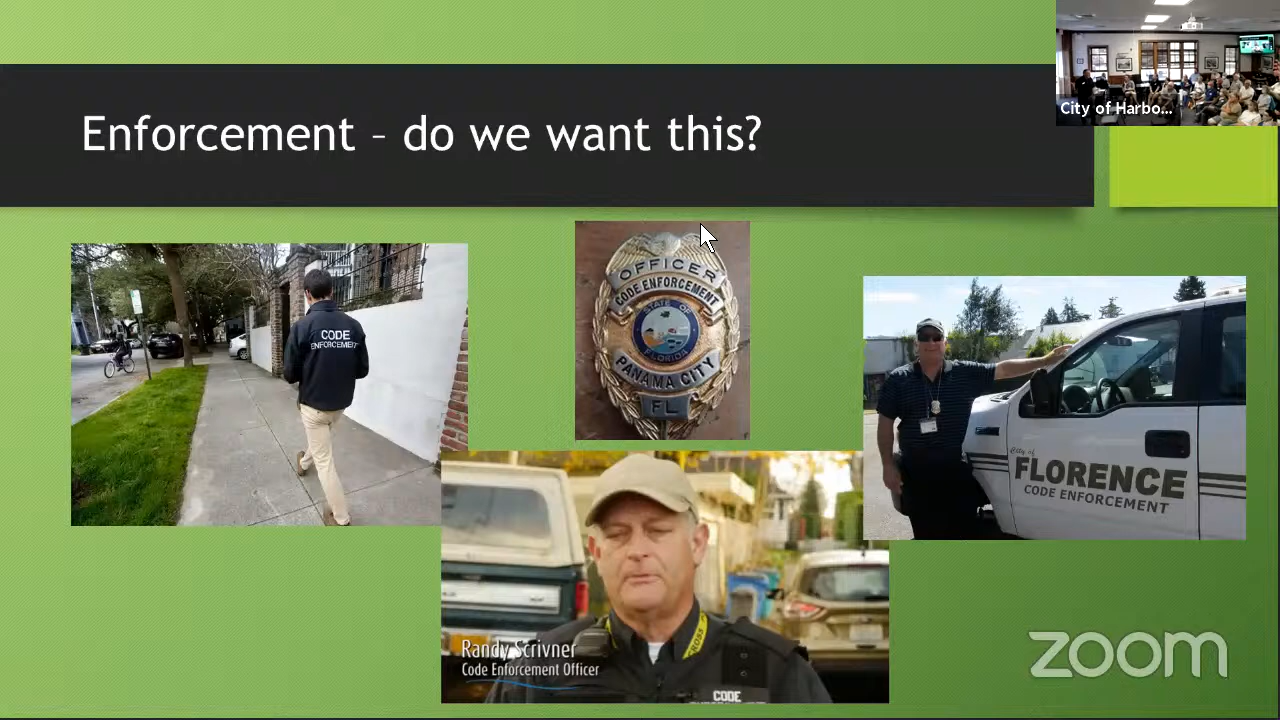 Enforcement – do we want this?
City of Harbo...
CODE
ENFORCEMENT
OFFICER
CODE ENFORCEMENT
STATE OF
FLORIDA
PANAMA CITY
FL
City of
FLORENCE
CODE ENFORCEMENT
Randy Scrivner
Code Enforcement Officer
CODE
zoom